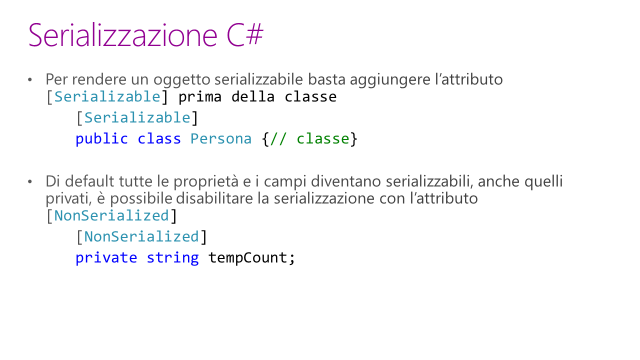 Serializzazione C#
• Per rendere un oggetto serializzabile basta aggiungere l'attributo
[Serializable] prima della classe
[Serializable]
public class Persona {// classe}
• Di default tutte le proprietà e i campi diventano serializzabili, anche quelli
privati, è possibile disabilitare la serializzazione con l'attributo
[NonSerialized]
[NonSerialized]
private string tempCount;